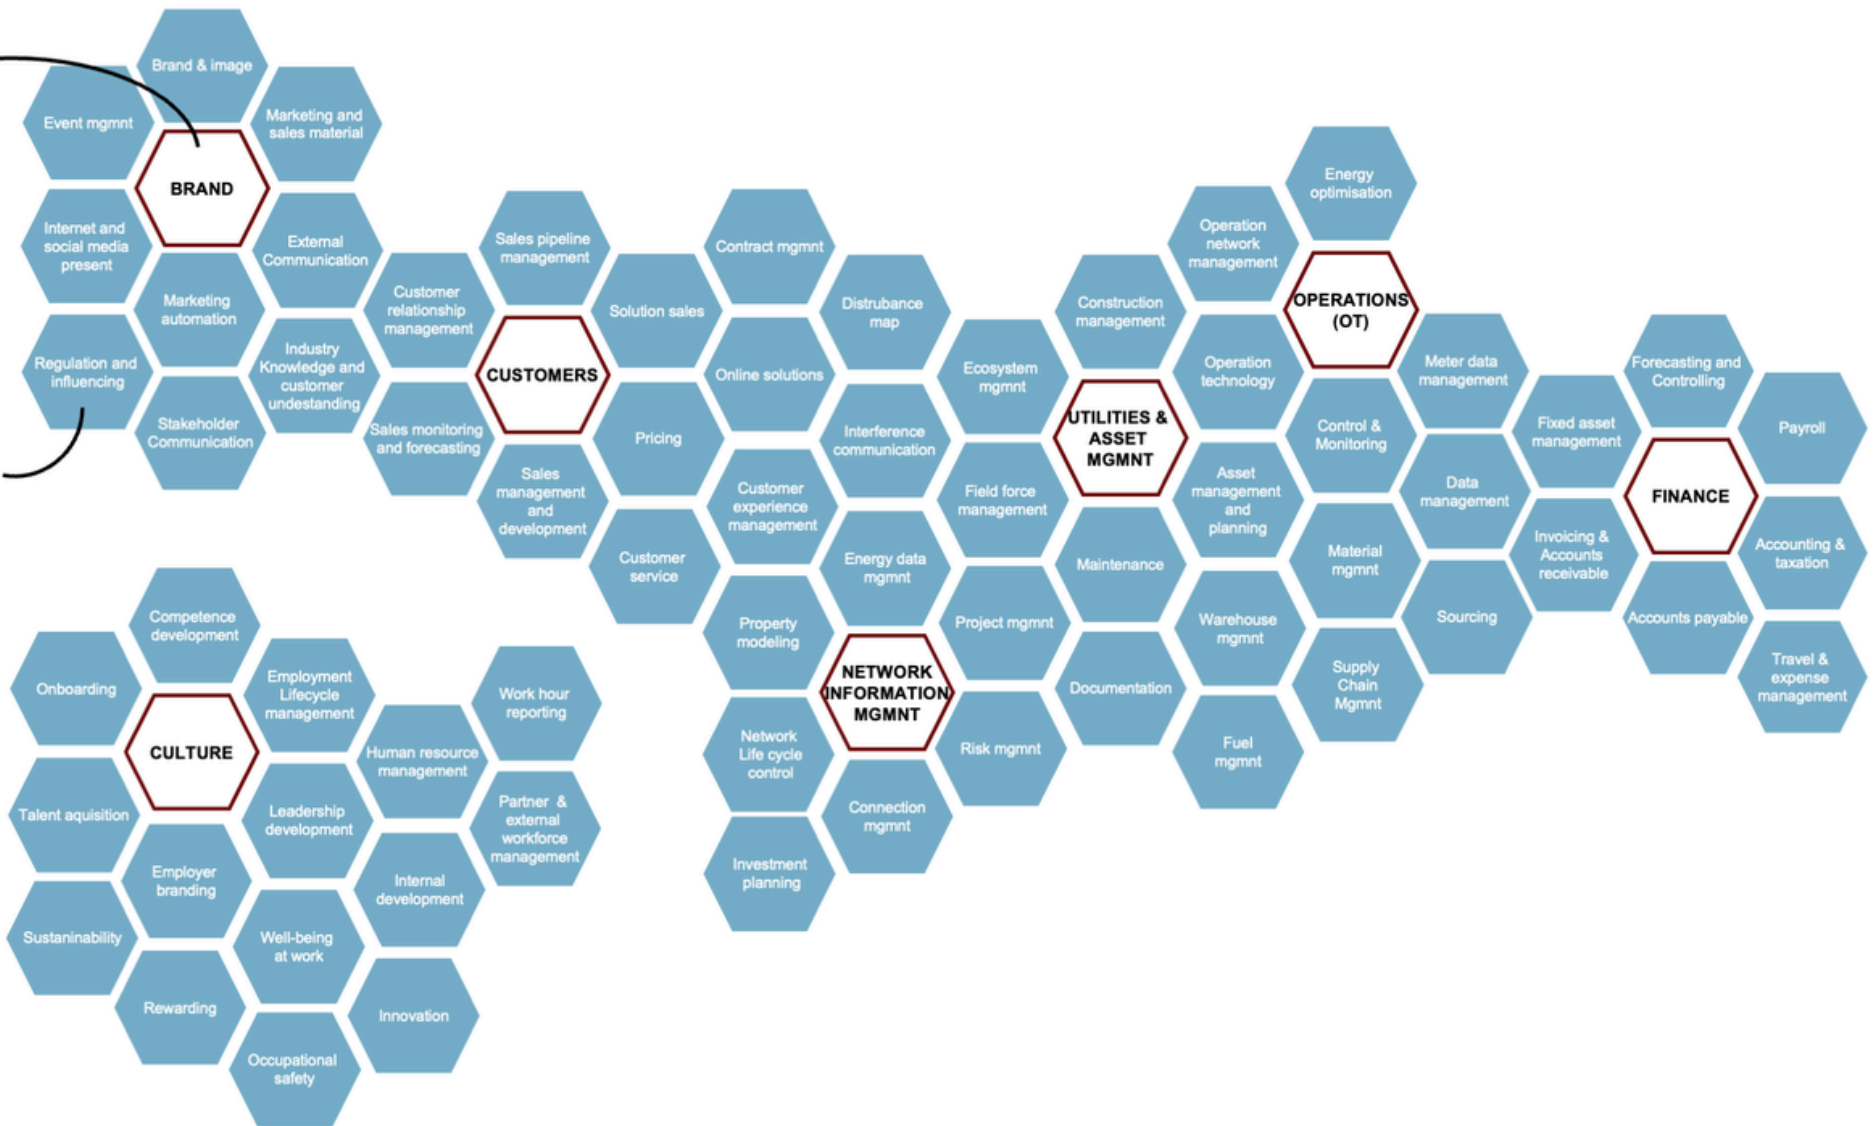 Brand & image
Event mgmnt
Marketing and
sales material
BRAND
Internet and
social media
present
External
Communication
Marketing
automation
Regulation and
influencing
Industry
Knowledge and
customer
undestanding
Stakeholder
Communication
Customer
relationship
management
Sales monitoring
and forecasting
Sales pipeline
management
CUSTOMERS
Sales
management
and
development
Solution sales
Pricing
Customer
service
Contract mgmnt
Online solutions
Customer
experience
management
Property
modeling
Network
Life cycle
control
Investment
planning
Distrubance
map
Interference
communication
Energy data
mgmnt
NETWORK
INFORMATION
MGMNT
Connection
mgmnt
Ecosystem
mgmnt
Field force
management
Project mgmnt
Risk mgmnt
Construction
management
UTILITIES &
ASSET
MGMNT
Maintenance
Documentation
Operation
network
management
Operation
technology
Asset
management
and
planning
Warehouse
mgmnt
Fuel
mgmnt
Energy
optimisation
OPERATIONS
(OT)
Control &
Monitoring
Material
mgmnt
Supply
Chain
Mgmnt
Meter data
management
Data
management
Sourcing
Fixed asset
management
Invoicing &
Accounts
receivable
Forecasting and
Controlling
FINANCE
Accounts payable
Payroll
Accounting &
taxation
Travel &
expense
management
Competence
development
Onboarding
Employment
Lifecycle
management
CULTURE
Talent aquisition
Leadership
development
Employer
branding
Sustaninability
Well-being
at work
Rewarding
Occupational
safety
Human resource
management
Internal
development
Innovation
Work hour
reporting
Partner &
external
workforce
management